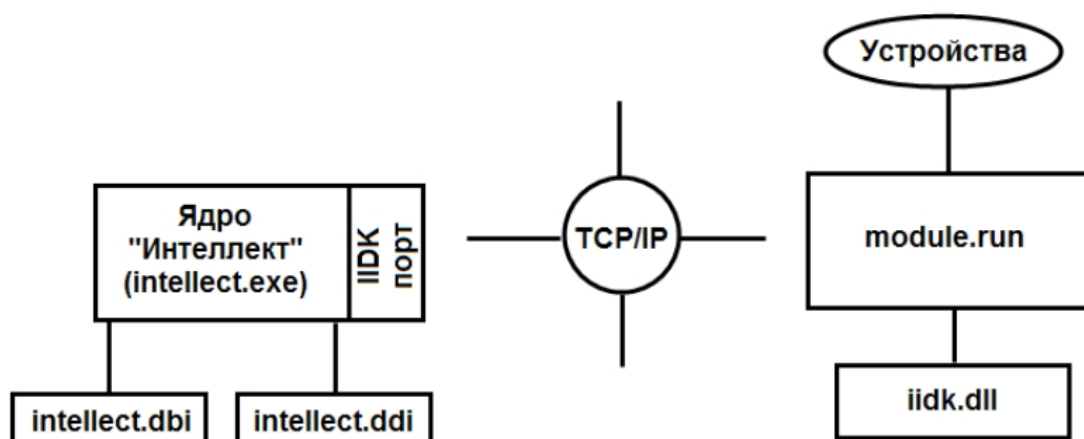 Устройства
Ядро
"Интеллект"
(intellect.exe)
IIDK
порт
TCP/IP
module.run
intellect.dbi
intellect.ddi
iidk.dll